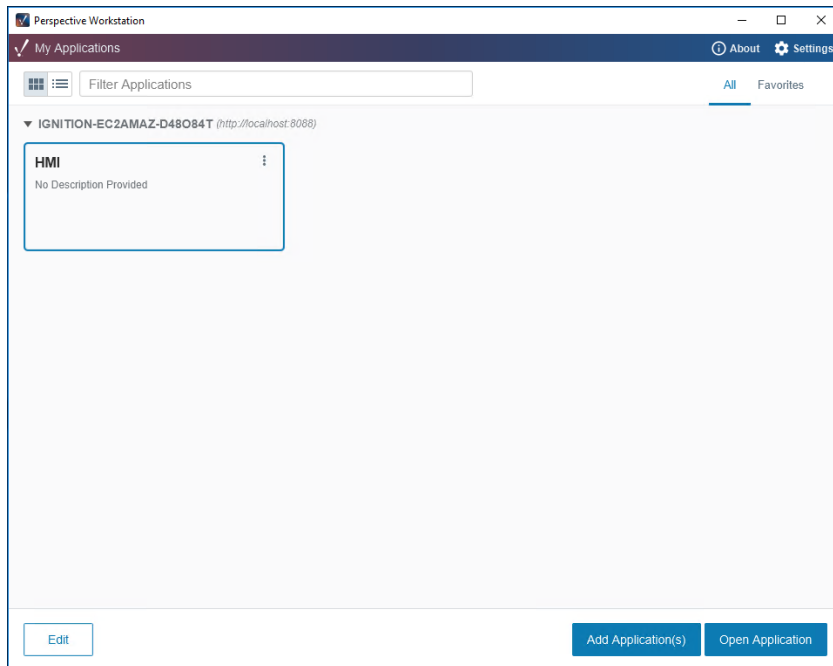 Perspective Workstation
My Applications
About
Settings
Filter Applications
All
Favorites
IGNITION-EC2AMAZ-D48O84T (http://localhost:8088)
HMI
No Description Provided
Edit
Add Application(s)
Open Application